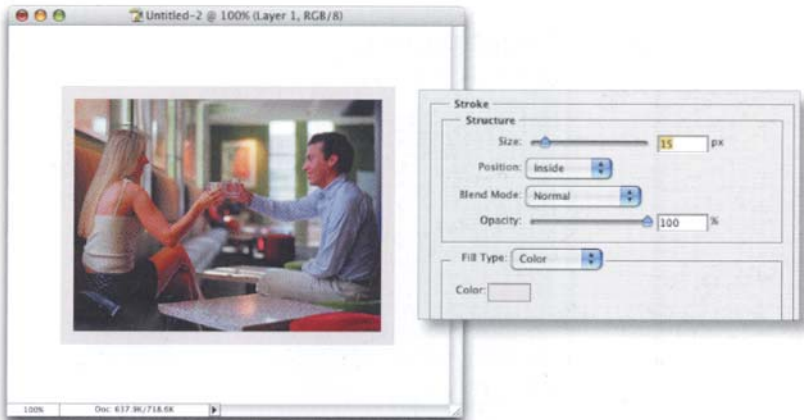 Untitled-2 @ 100% (Layer 1, RGB/8)
Stroke
Structure
Size: 15 px
Position: Inside
Blend Mode: Normal
Opacity: 100 %
Fill Type: Color
Color:
100% Doc: 637.9K/718.6K